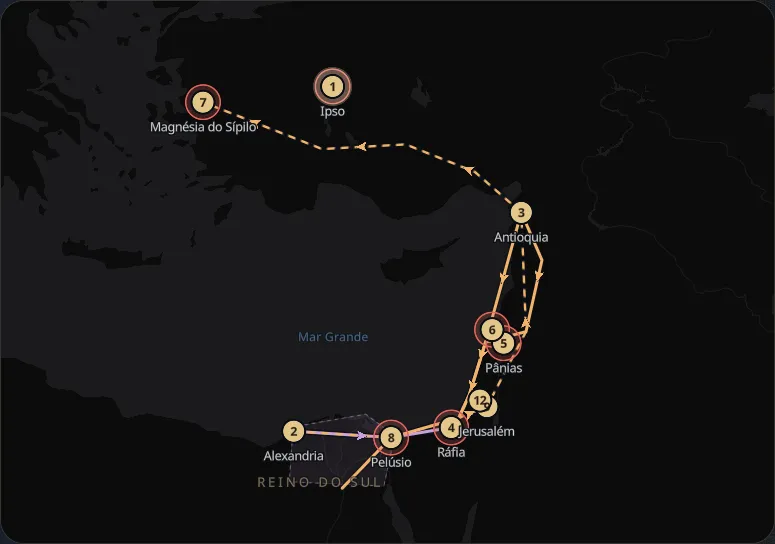 1
Ipso
7
Magnésia do Sípilo
3
Antioquia
6
5
Mar Grande
Pânias
12
9
2
8
4
Jerusalém
Alexandria
Pelúsio
Ráfia
REINO DO SUL